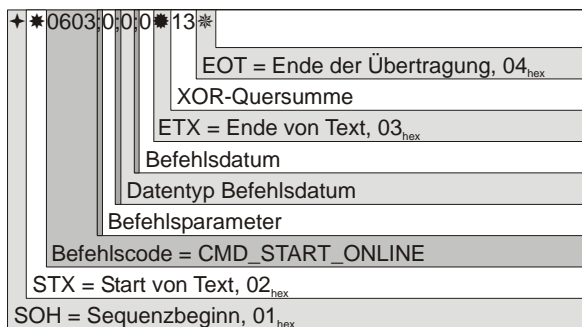 ✦✸0603;0;0;0✹13✵
EOT = Ende der Übertragung, 04hex
XOR-Quersumme
ETX = Ende von Text, 03hex
Befehlsdatum
Datentyp Befehlsdatum
Befehlsparameter
Befehlscode = CMD_START_ONLINE
STX = Start von Text, 02hex
SOH = Sequenzbeginn, 01hex